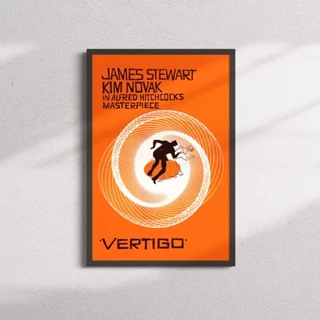 JAMES STEWART
KIM NOVAK
IN ALFRED HITCHCOCK'S
MASTERPIECE
'VERTIGO'